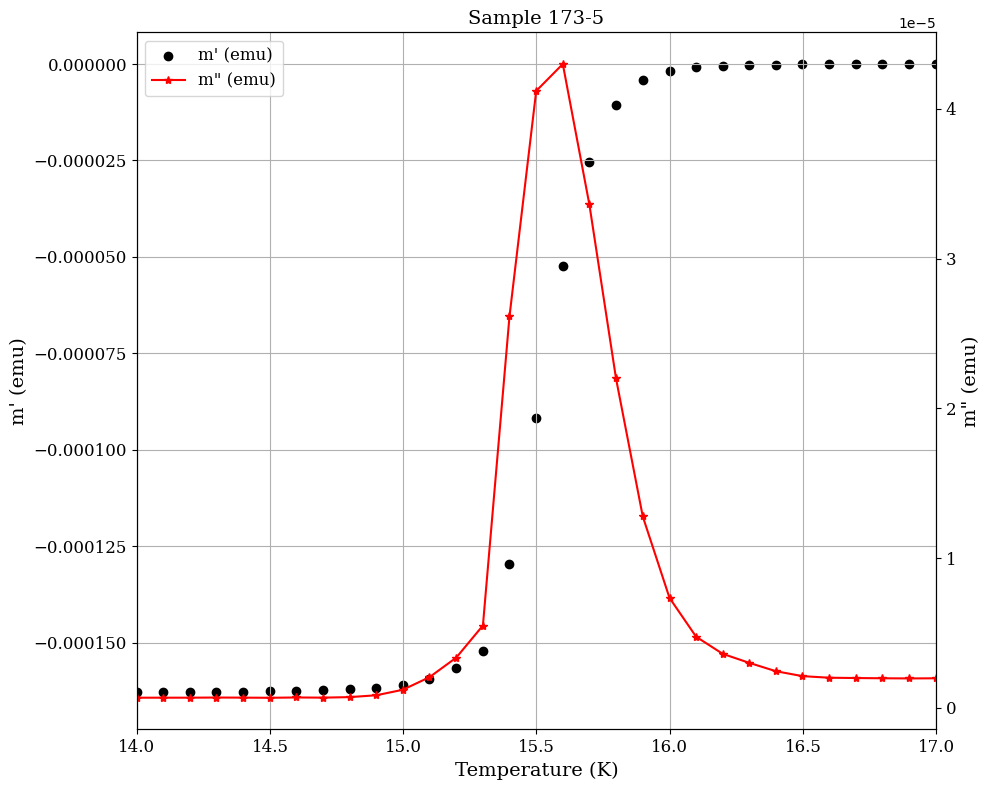 Sample 173-5
1e−5
m' (emu)
m" (emu)
0.000000
−0.000025
−0.000050
−0.000075
−0.000100
−0.000125
−0.000150
m' (emu)
4
3
2
1
0
m" (emu)
14.0 14.5 15.0 15.5 16.0 16.5 17.0
Temperature (K)